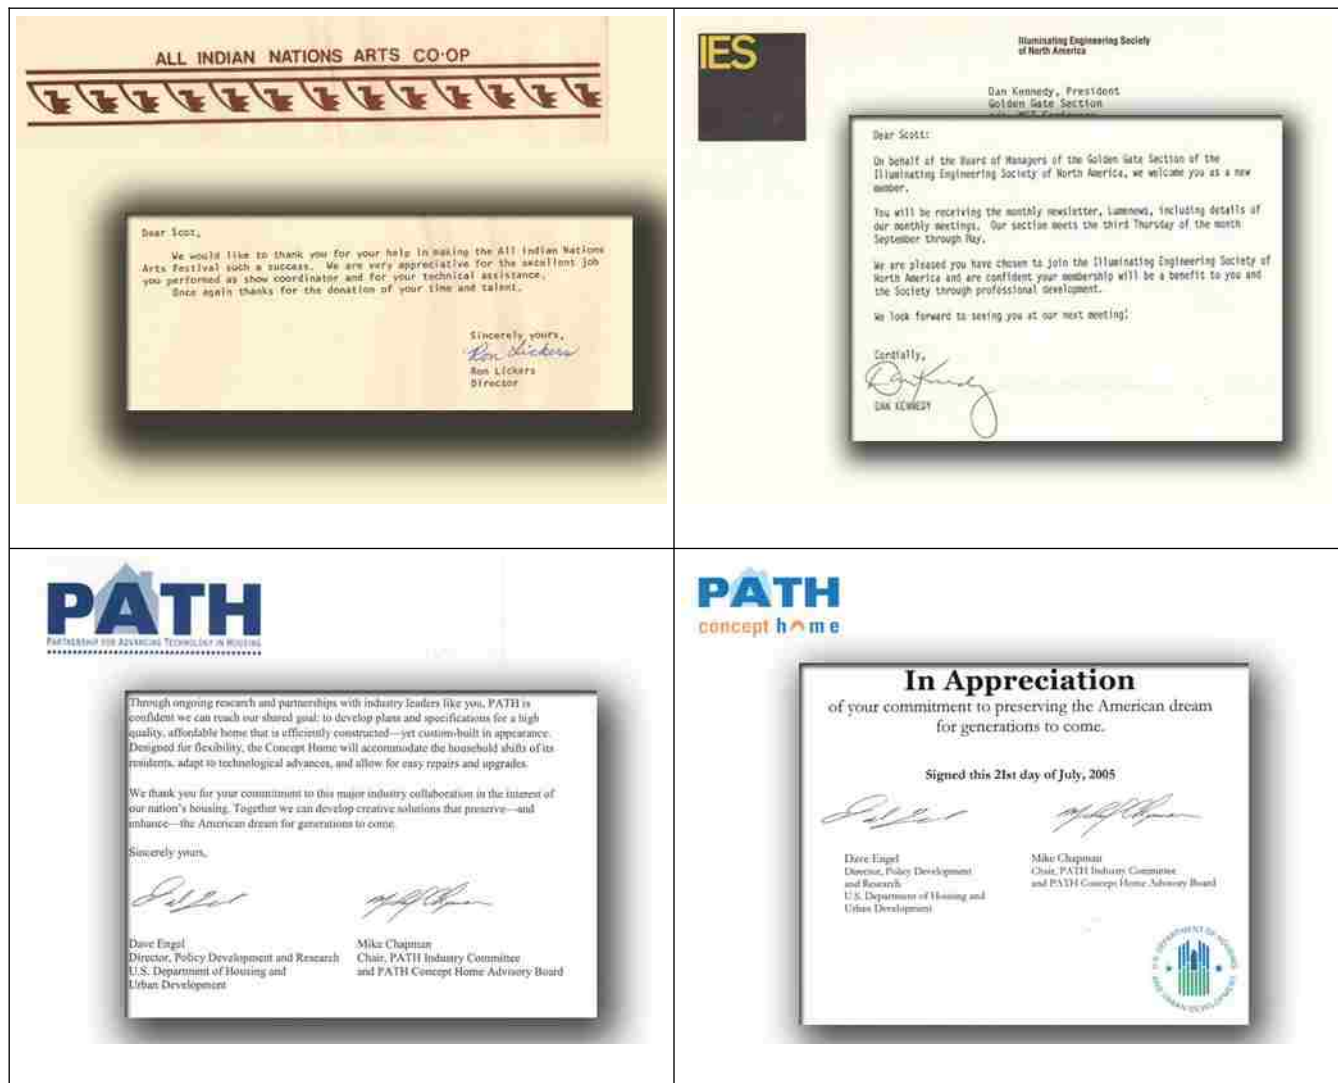 ALL INDIAN NATIONS ARTS CO·OP
Dear Scot,
We would like to thank you for your help in making the All Indian Nations
Arts Festival such a success. We are very appreciative for the excellent job
you performed as show coordinator and for your technical assistance.
Once again thanks for the donation of your time and talent.
Sincerely yours,
Ron Lickers
Ron Lickers
Director
IES
Illuminating Engineering Society
of North America
Dan Kennedy, President
Golden Gate Section
Dear Scott:
On behalf of the Board of Managers of the Golden Gate Section of the
Illuminating Engineering Society of North America, we welcome you as a new
member.
You will be receiving the monthly newsletter, Lumenews, including details of
our monthly meetings. Our section meets the third Thursday of the month
September through May.
We are pleased you have chosen to join the Illuminating Engineering Society of
North America and are confident your membership will be a benefit to you and
the Society through professional development.
We look forward to seeing you at our next meeting!
Cordially,
Dan Kennedy
DAN KENNEDY
PATH
PARTNERSHIP FOR ADVANCING TECHNOLOGY IN HOUSING
Through ongoing research and partnerships with industry leaders like you, PATH is
confident we can reach our shared goal: to develop plans and specifications for a high
quality, affordable home that is efficiently constructed—yet custom-built in appearance.
Designed for flexibility, the Concept Home will accommodate the household shifts of its
residents, adapt to technological advances, and allow for easy repairs and upgrades.
We thank you for your commitment to this major industry collaboration in the interest of
our nation's housing. Together we can develop creative solutions that preserve—and
enhance—the American dream for generations to come.
Sincerely yours,
Dave Engel
Director, Policy Development and Research
U.S. Department of Housing and
Urban Development
Mike Chapman
Chair, PATH Industry Committee
and PATH Concept Home Advisory Board
PATH
concept home
In Appreciation
of your commitment to preserving the American dream
for generations to come.
Signed this 21st day of July, 2005
Dave Engel
Director, Policy Development
and Research
U.S. Department of Housing and
Urban Development
Mike Chapman
Chair, PATH Industry Committee
and PATH Concept Home Advisory Board
U.S. DEPARTMENT OF HOUSING
AND URBAN DEVELOPMENT